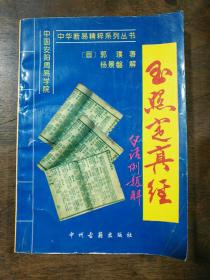 中华断易精粹系列丛书
[晋] 郭璞 著
杨景磐 解
中国安阳周易学院
玉照定真经
白话例题解
中州古籍出版社